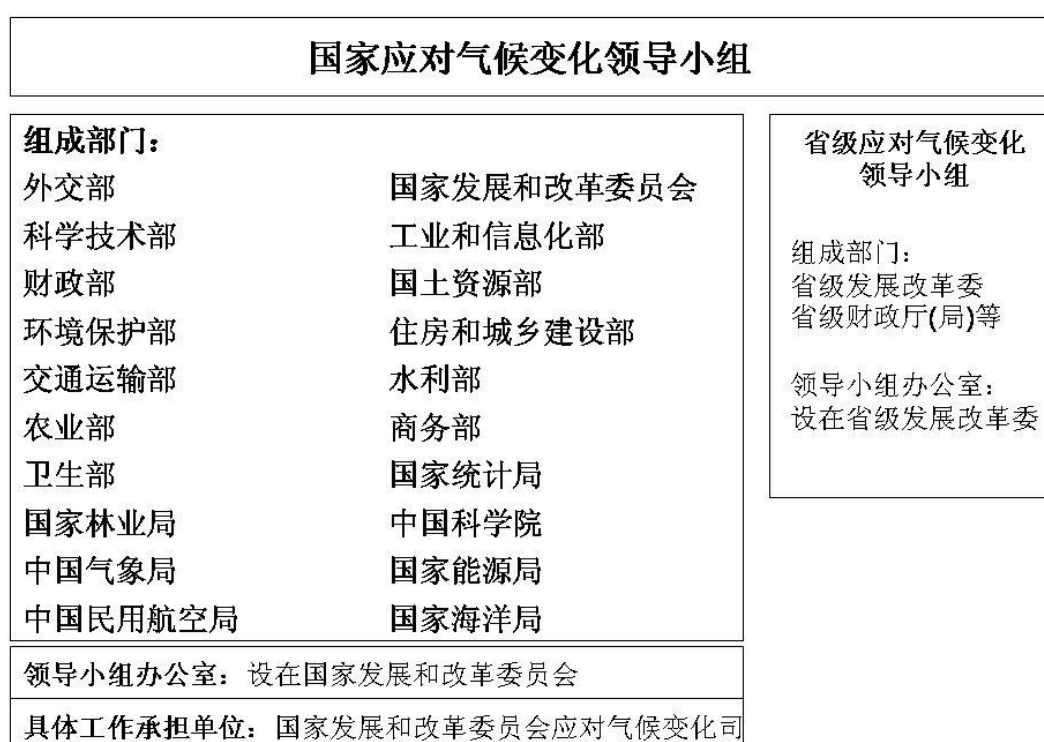 国家应对气候变化领导小组
组成部门：
外交部 国家发展和改革委员会
科学技术部 工业和信息化部
财政部 国土资源部
环境保护部 住房和城乡建设部
交通运输部 水利部
农业部 商务部
卫生部 国家统计局
国家林业局 中国科学院
中国气象局 国家能源局
中国民用航空局 国家海洋局
领导小组办公室：设在国家发展和改革委员会
具体工作承担单位：国家发展和改革委员会应对气候变化司
省级应对气候变化
领导小组
组成部门：
省级发展改革委
省级财政厅(局)等
领导小组办公室：
设在省级发展改革委